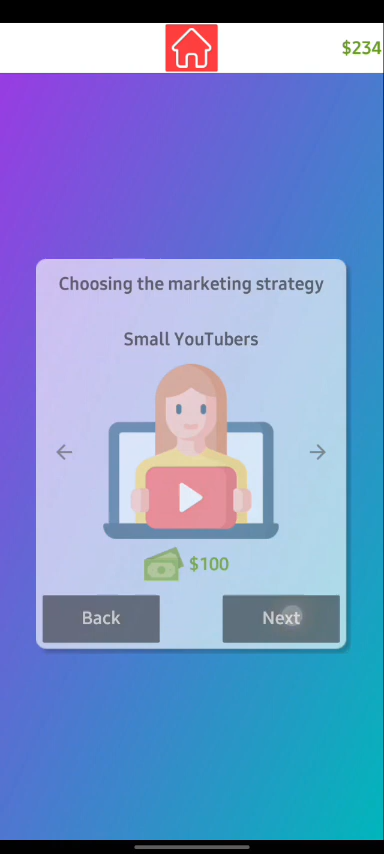 $234
Choosing the marketing strategy
Small YouTubers
$100
Back
Next